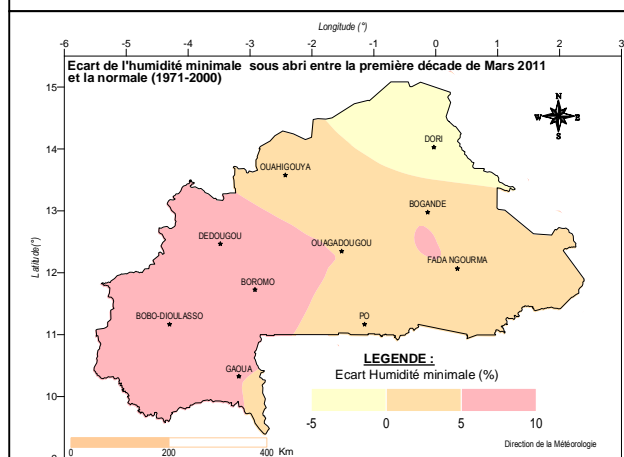 Longitude (°)
-6 -5 -4 -3 -2 -1 0 1 2 3
Ecart de l'humidité minimale sous abri entre la première décade de Mars 2011
et la normale (1971-2000)
15
N
W E
S
DORI
14
OUAHIGOUYA
BOGANDE
13
DEDOUGOU
OUAGADOUGOU
FADA NGOURMA
Latitude(°)
12
BOROMO
BOBO-DIOULASSO
PO
11
GAOUA
LEGENDE :
Ecart Humidité minimale (%)
10
-5 0 5 10
Direction de la Météorologie
0 200 400 Km